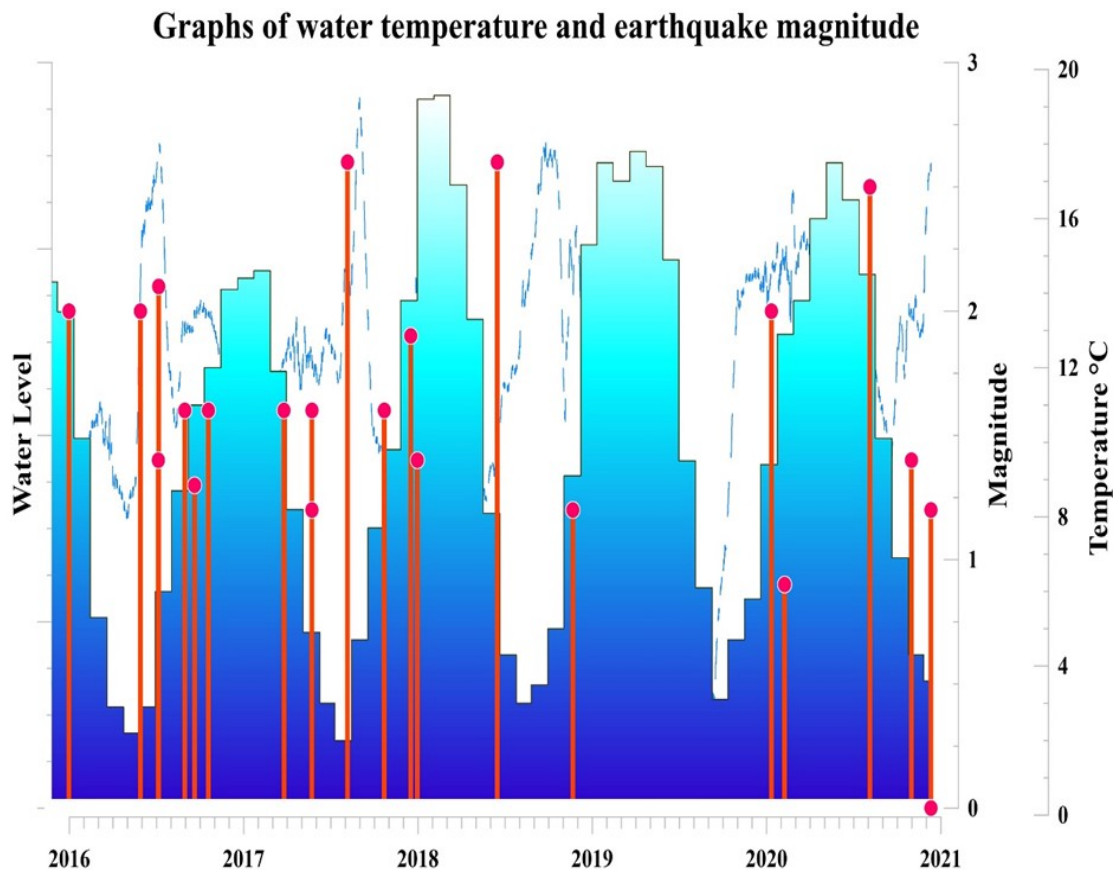 Graphs of water temperature and earthquake magnitude
Water Level
3
2
1
0
Magnitude
20
16
12
8
4
0
Temperature °C
2016 2017 2018 2019 2020 2021